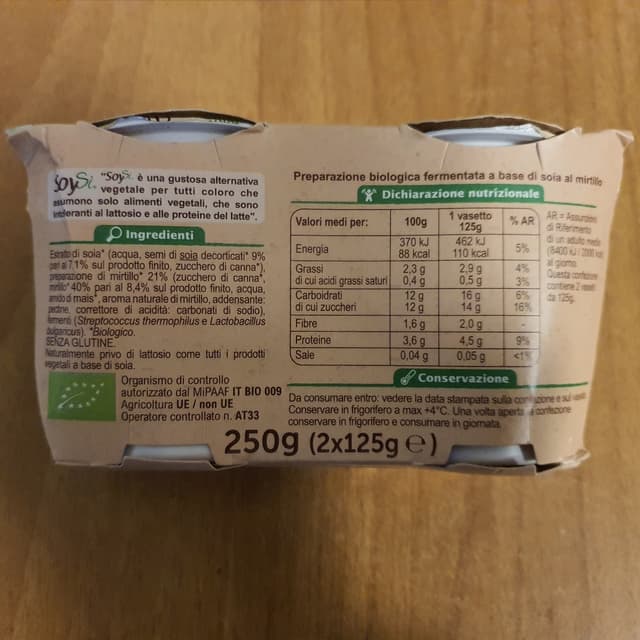 SoySì. "SoySì. è una gustosa alternativa
vegetale per tutti coloro che
assumono solo alimenti vegetali, che sono
intolleranti al lattosio e alle proteine del latte".
Ingredienti
Estratto di soia* (acqua, semi di soia decorticati* 9%
pari al 7,1% sul prodotto finito, zucchero di canna*),
preparazione di mirtillo* 21% (zucchero di canna*,
mirtillo* 40% pari al 8,4% sul prodotto finito, acqua,
amido di mais*, aroma naturale di mirtillo, addensante:
pectine, correttore di acidità: carbonati di sodio),
fermenti (Streptococcus thermophilus e Lactobacillus
bulgaricus). *Biologico.
SENZA GLUTINE.
Naturalmente privo di lattosio come tutti i prodotti
vegetali a base di soia.
Organismo di controllo
autorizzato dal MiPAAF IT BIO 009
Agricoltura UE / non UE
Operatore controllato n. AT33
Preparazione biologica fermentata a base di soia al mirtillo
Dichiarazione nutrizionale
Valori medi per: 100g 1 vasetto 125g % AR
Energia 370 kJ 88 kcal 462 kJ 110 kcal 5%
Grassi 2,3 g 2,9 g 4%
di cui acidi grassi saturi 0,4 g 0,5 g 3%
Carboidrati 12 g 16 g 6%
di cui zuccheri 12 g 14 g 16%
Fibre 1,6 g 2,0 g -
Proteine 3,6 g 4,5 g 9%
Sale 0,04 g 0,05 g <1%
AR = Assunzioni
di Riferimento
di un adulto medio
(8400 kJ / 2000 kcal)
al giorno.
Questa confezione
contiene 2 vasetti
da 125g.
Conservazione
Da consumare entro: vedere la data stampata sulla confezione e sul vasetto.
Conservare in frigorifero a max +4°C. Una volta aperta la confezione
conservare in frigorifero e consumare in giornata.
250g (2x125g e)